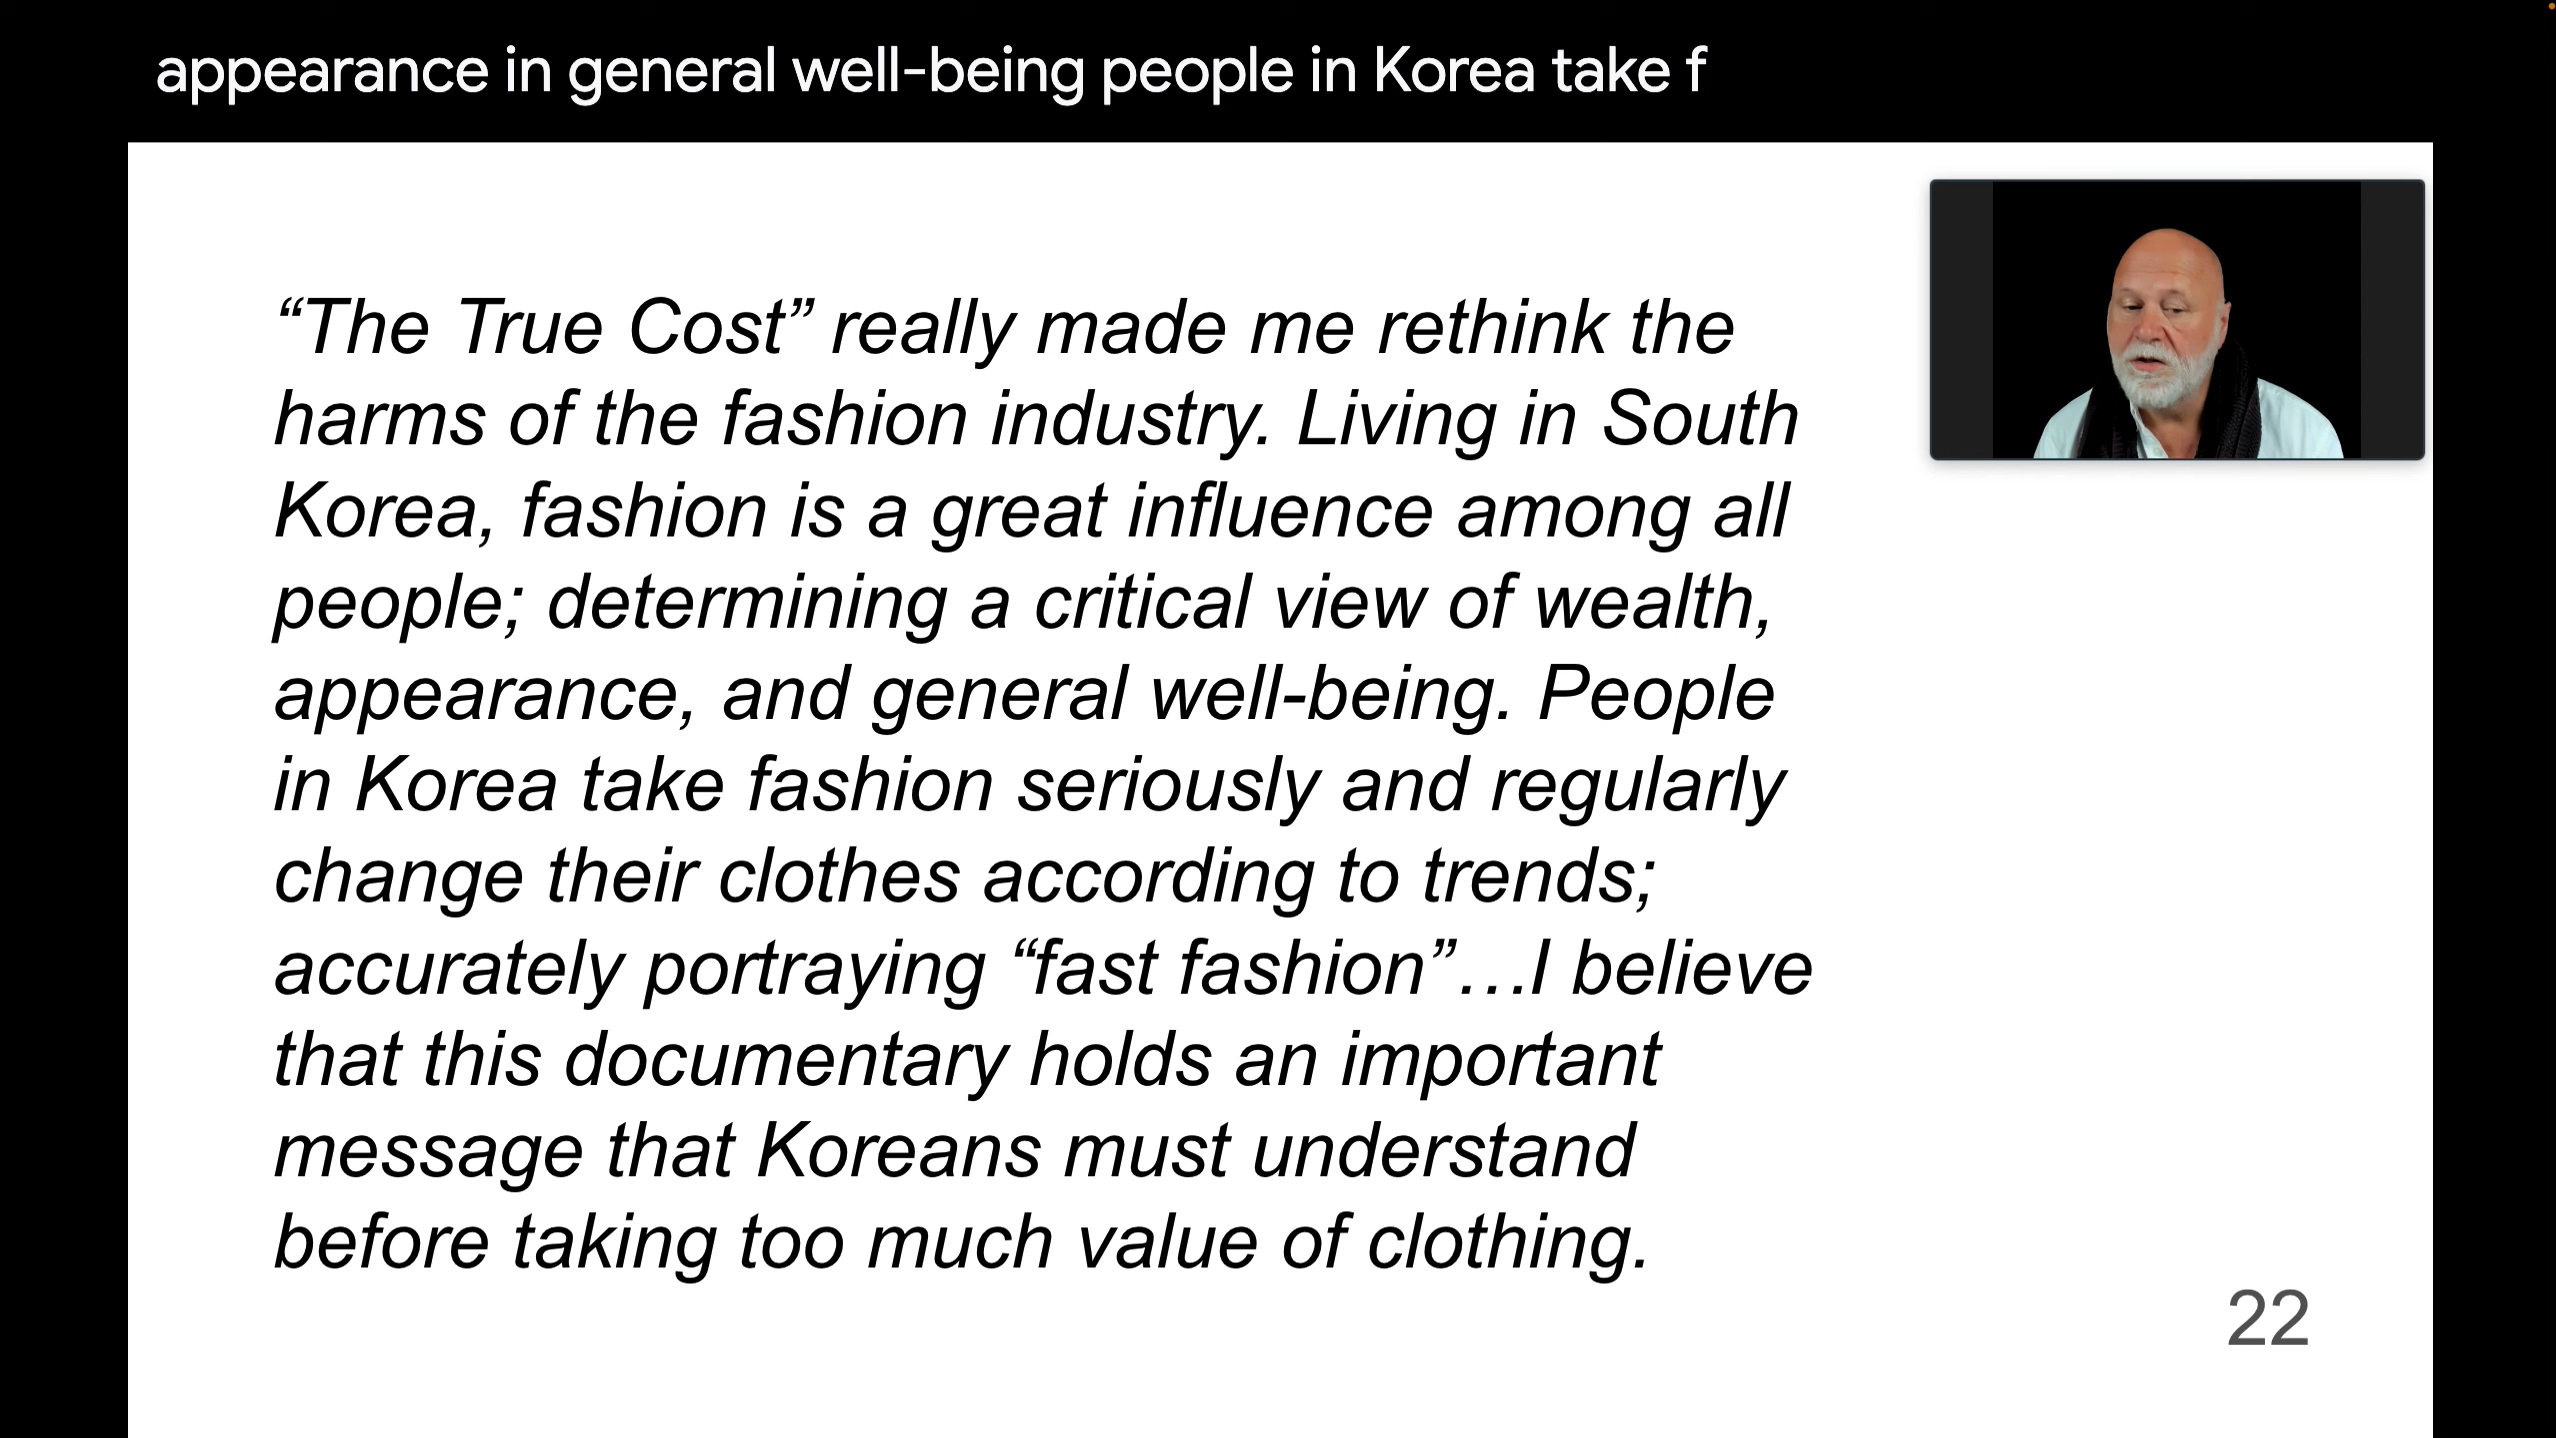 appearance in general well-being people in Korea take f
“The True Cost” really made me rethink the
harms of the fashion industry. Living in South
Korea, fashion is a great influence among all
people; determining a critical view of wealth,
appearance, and general well-being. People
in Korea take fashion seriously and regularly
change their clothes according to trends;
accurately portraying “fast fashion”…I believe
that this documentary holds an important
message that Koreans must understand
before taking too much value of clothing.
22